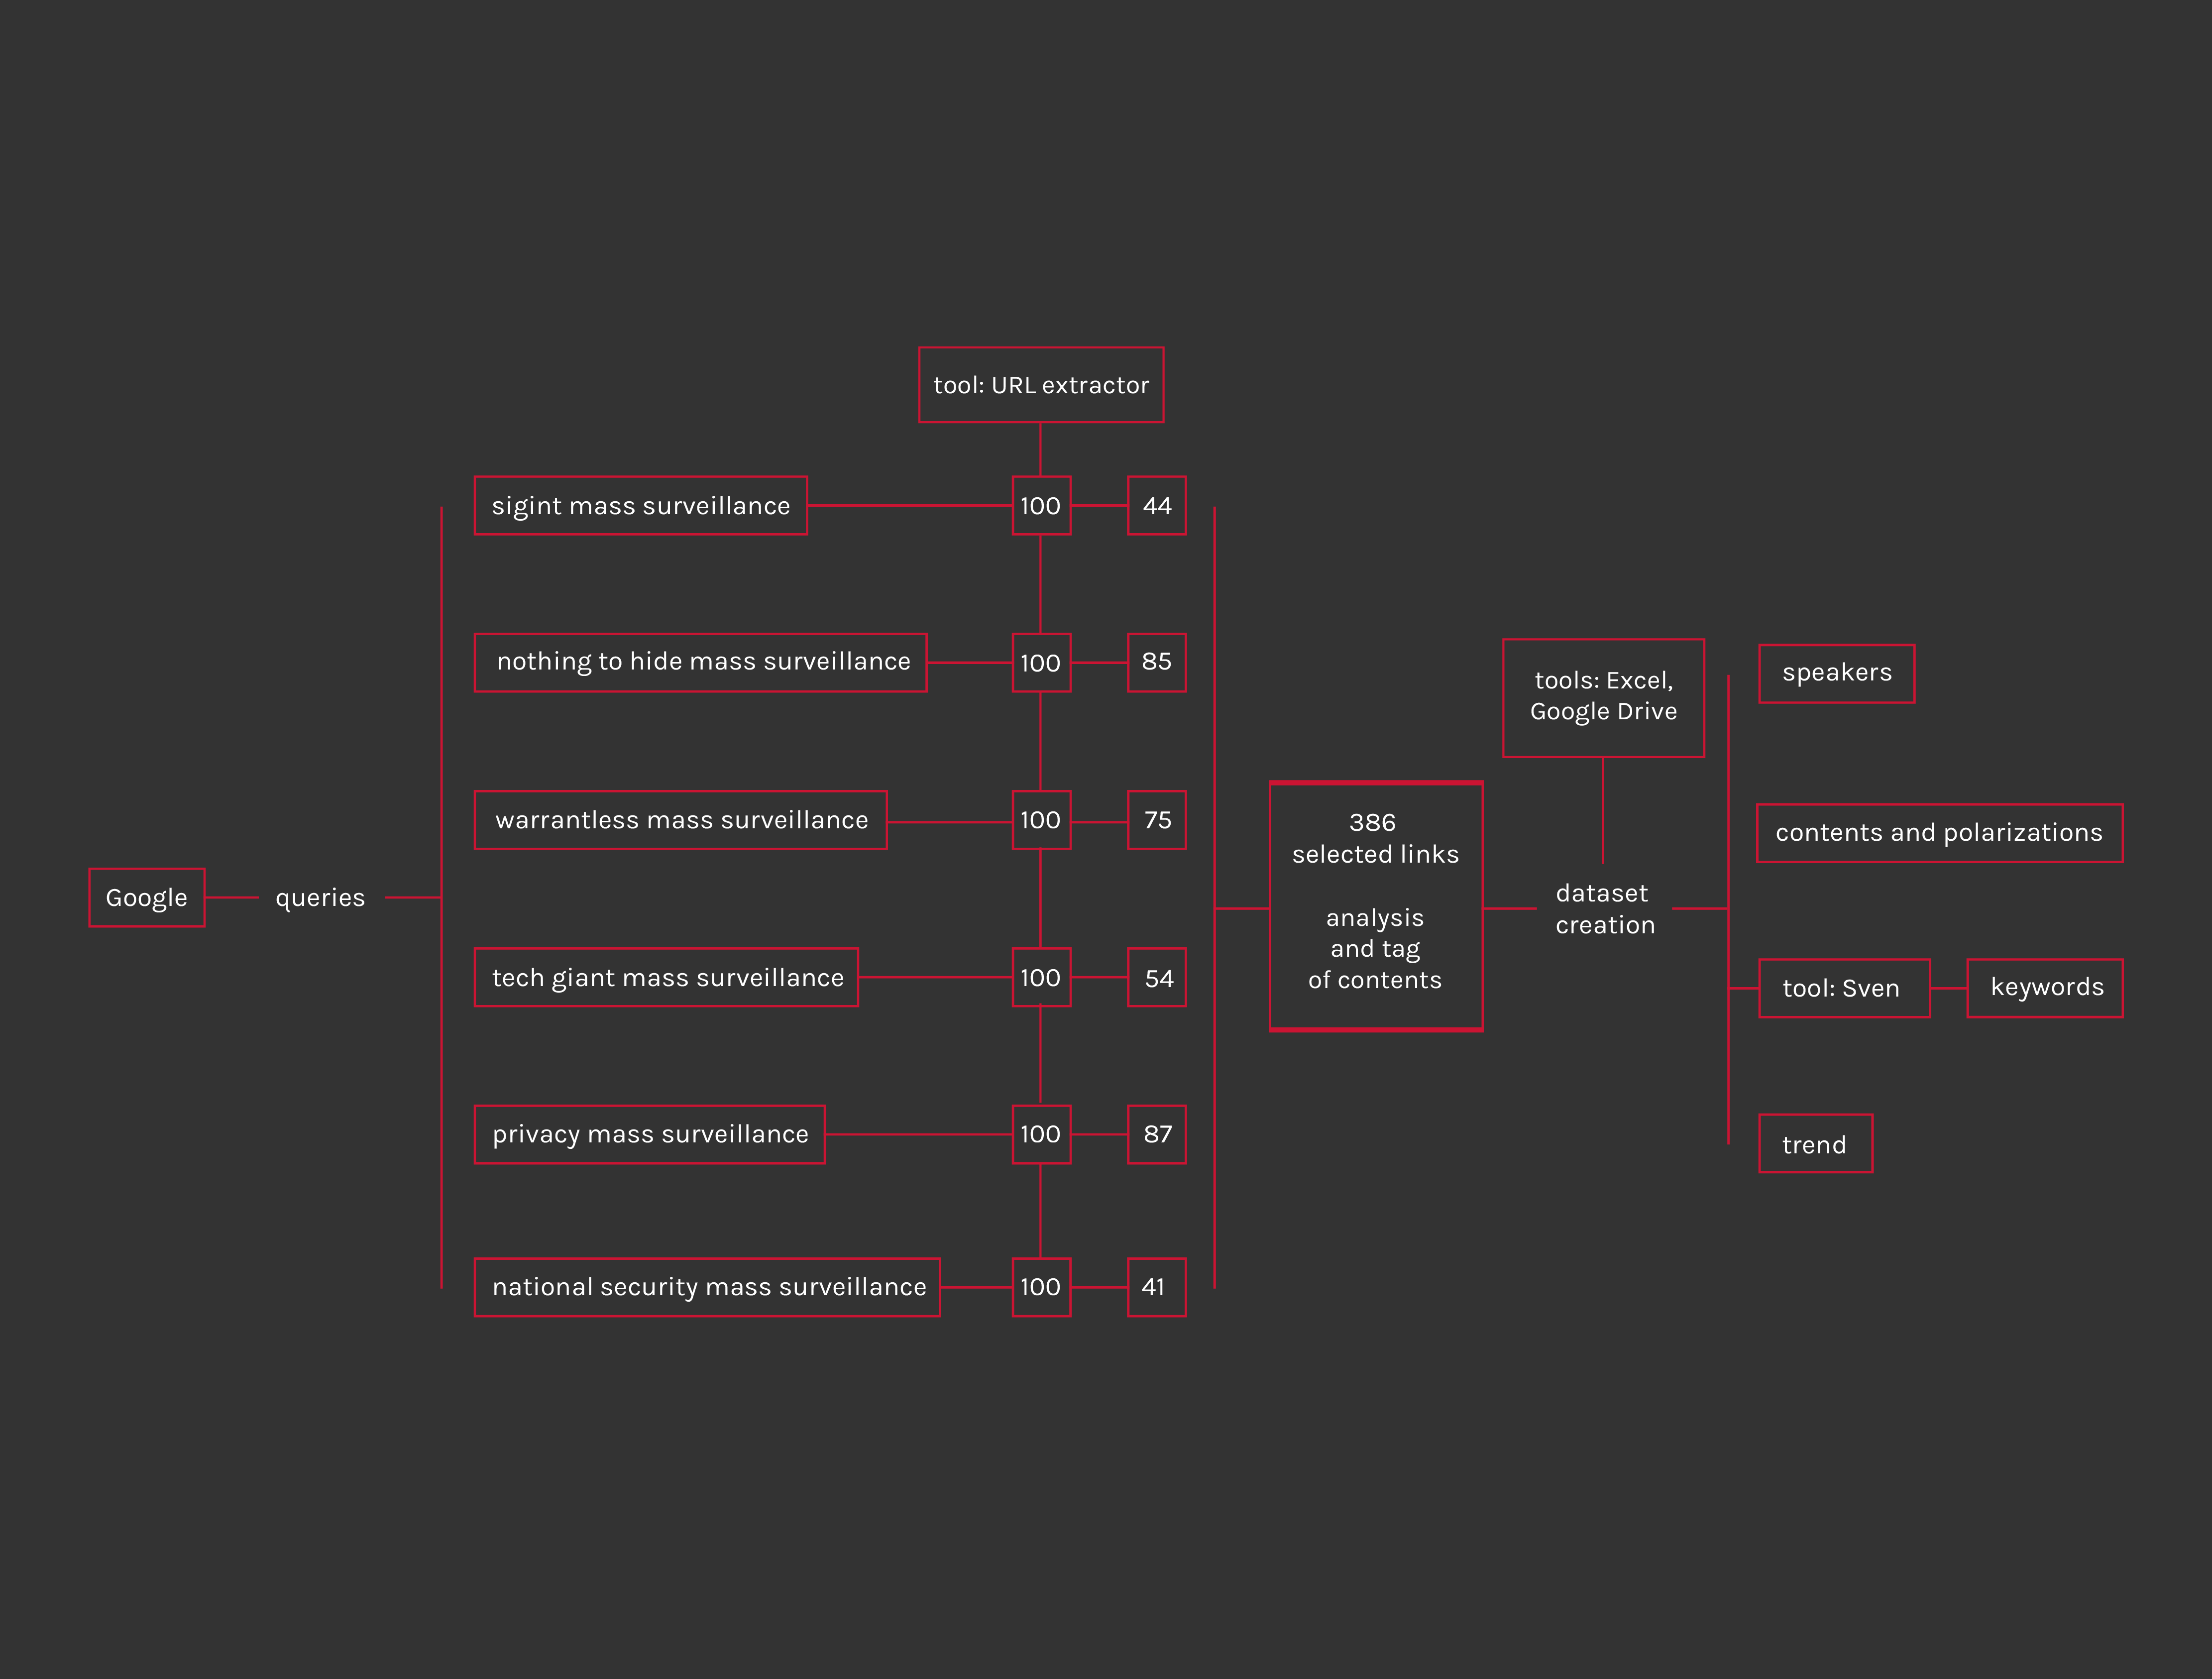 tool: URL extractor
sigint mass surveillance
100
44
nothing to hide mass surveillance
100
85
warrantless mass surveillance
100
75
tech giant mass surveillance
100
54
privacy mass surveillance
100
87
national security mass surveillance
100
41
Google
queries
386
selected links
analysis
and tag
of contents
tools: Excel,
Google Drive
dataset
creation
speakers
contents and polarizations
tool: Sven
keywords
trend